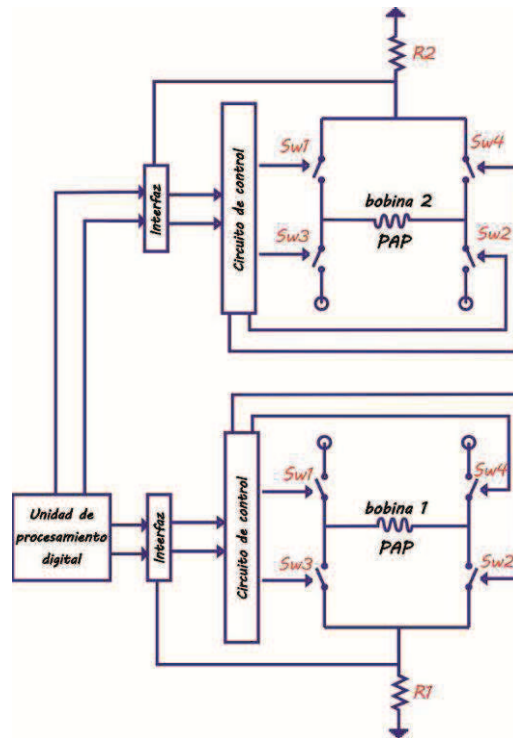 R2
Sw1
Sw4
Interfaz
Circuito de control
bobina 2
PAP
Sw3
Sw2
Sw1
Sw4
Unidad de
procesamiento
digital
Interfaz
Circuito de control
bobina 1
PAP
Sw3
Sw2
R1